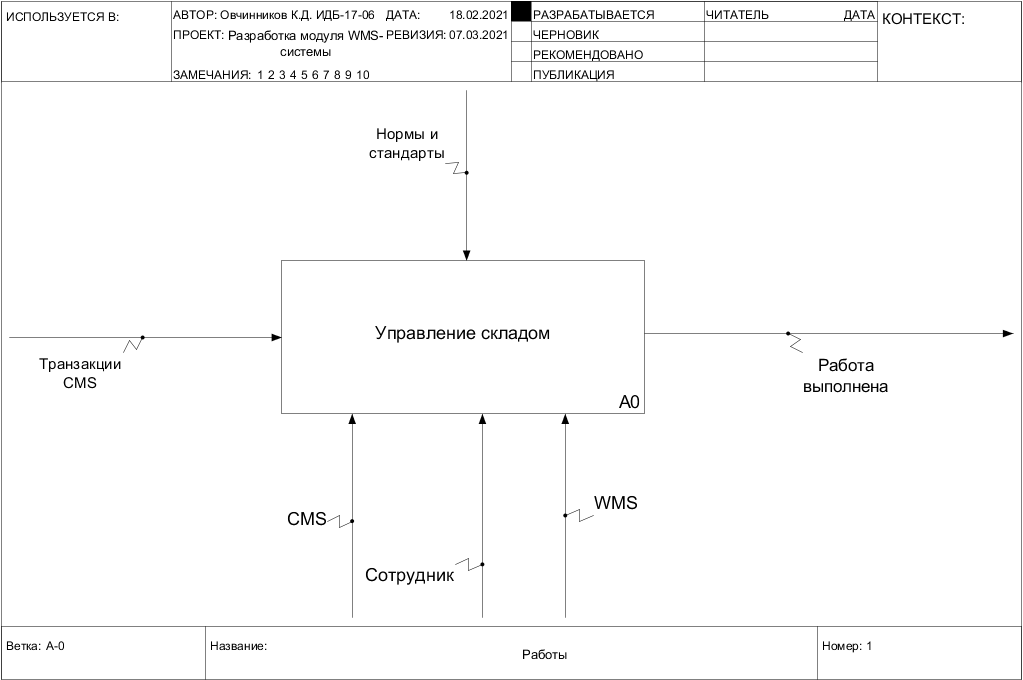 ИСПОЛЬЗУЕТСЯ В:
АВТОР: Овчинников К.Д. ИДБ-17-06 ДАТА: 18.02.2021
ПРОЕКТ: Разработка модуля WMS- РЕВИЗИЯ: 07.03.2021
системы
ЗАМЕЧАНИЯ: 1 2 3 4 5 6 7 8 9 10
РАЗРАБАТЫВАЕТСЯ
ЧЕРНОВИК
РЕКОМЕНДОВАНО
ПУБЛИКАЦИЯ
ЧИТАТЕЛЬ ДАТА
КОНТЕКСТ:
Нормы и
стандарты
Управление складом
A0
Транзакции
CMS
Работа
выполнена
CMS
Сотрудник
WMS
Ветка: A-0
Название:
Работы
Номер: 1